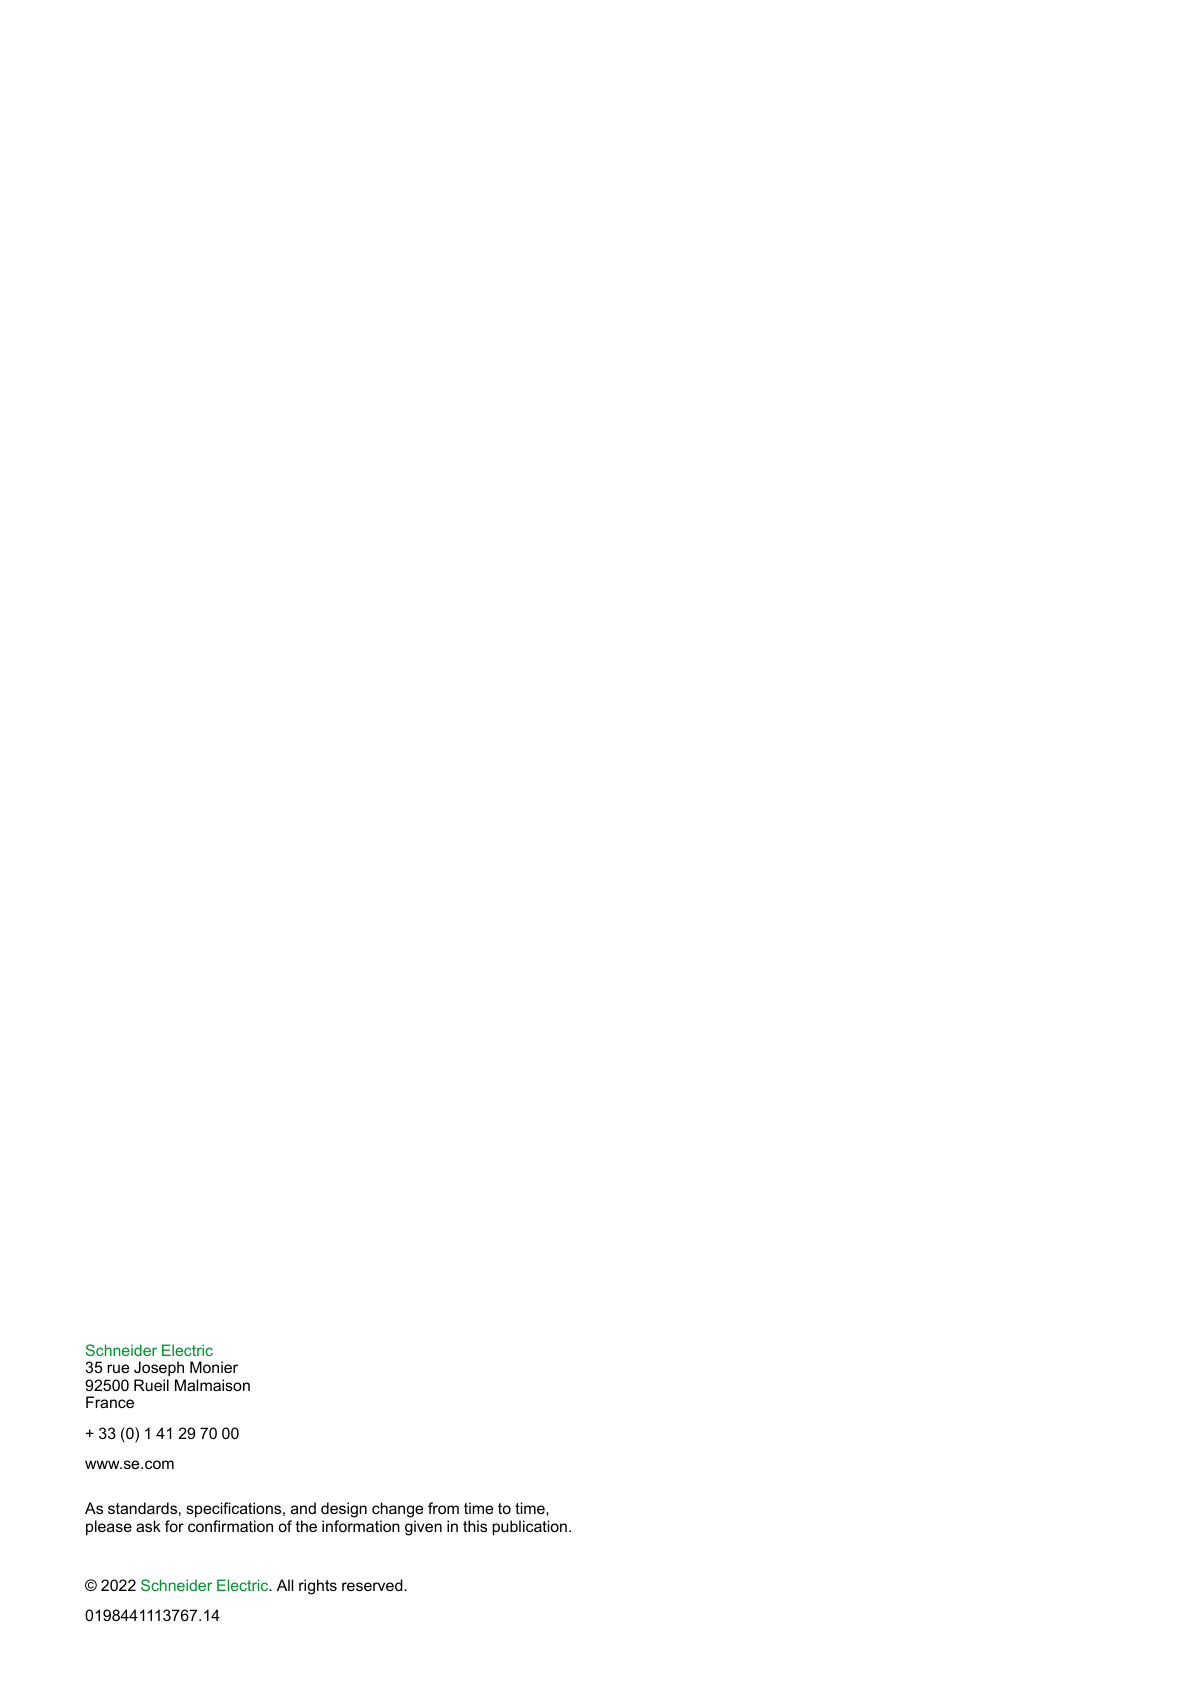 Schneider Electric
35 rue Joseph Monier
92500 Rueil Malmaison
France
+ 33 (0) 1 41 29 70 00
www.se.com
As standards, specifications, and design change from time to time,
please ask for confirmation of the information given in this publication.
© 2022 Schneider Electric. All rights reserved.
0198441113767.14